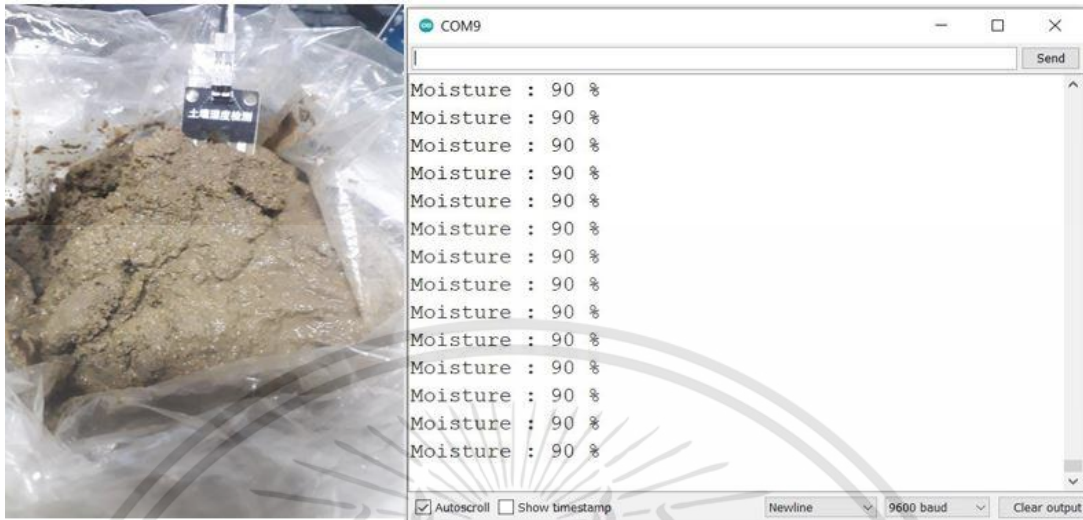 土壤湿度检测
COM9
Send
Moisture : 90 %
Moisture : 90 %
Moisture : 90 %
Moisture : 90 %
Moisture : 90 %
Moisture : 90 %
Moisture : 90 %
Moisture : 90 %
Moisture : 90 %
Moisture : 90 %
Moisture : 90 %
Moisture : 90 %
Moisture : 90 %
Moisture : 90 %
Autoscroll Show timestamp Newline 9600 baud Clear output